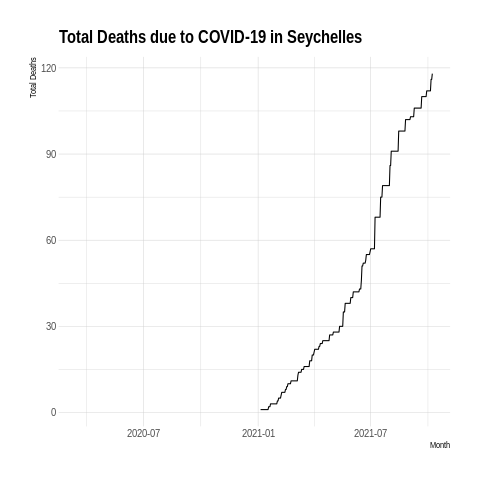 Total Deaths due to COVID-19 in Seychelles
Total Deaths
120
90
60
30
0
2020-07 2021-01 2021-07
Month